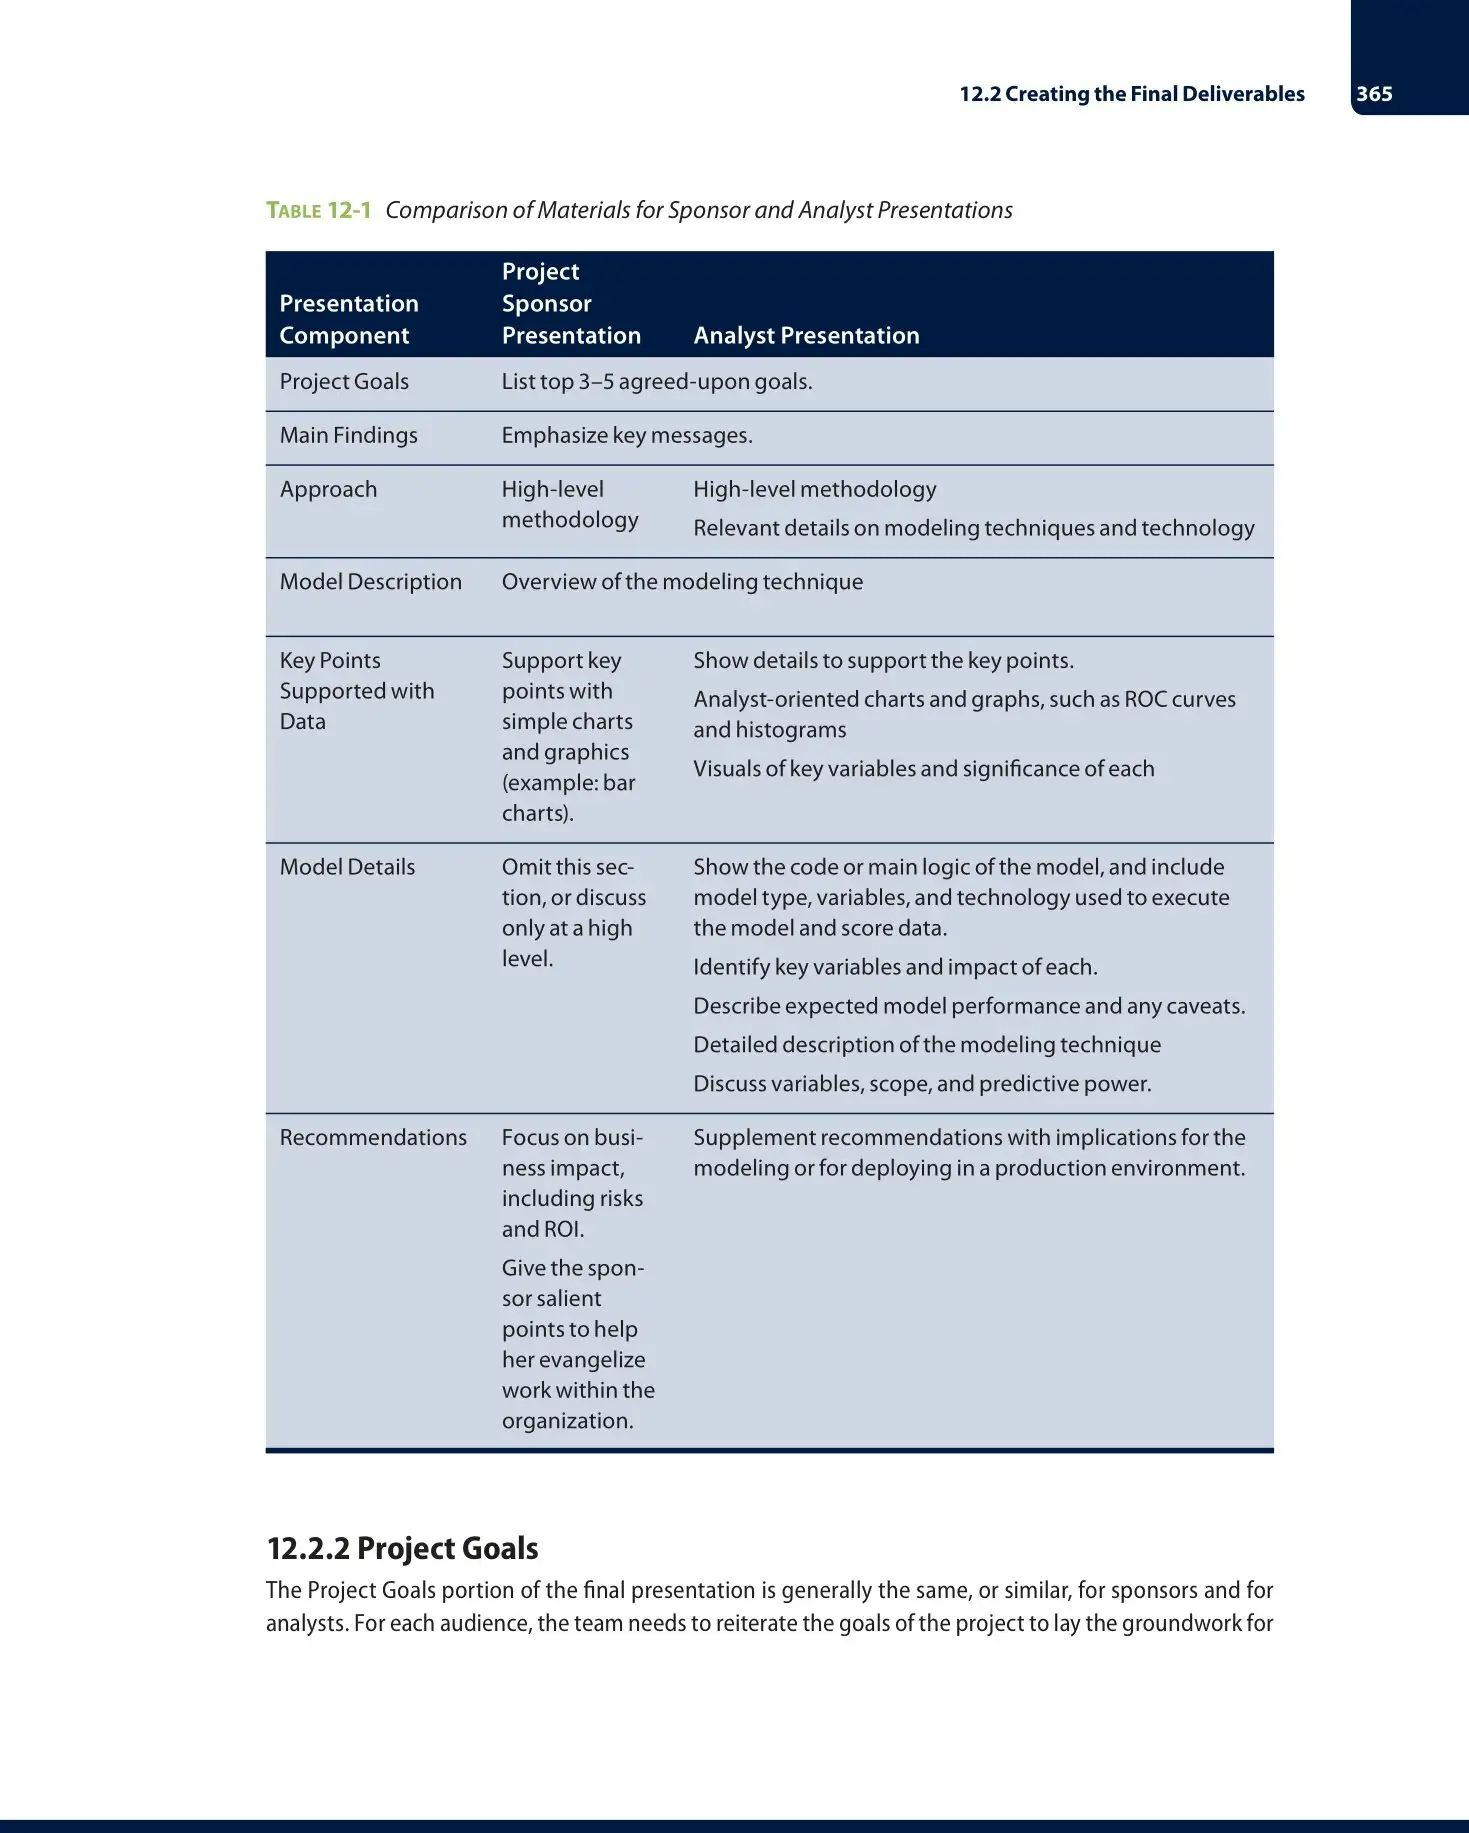 12.2 Creating the Final Deliverables 365
TABLE 12-1 Comparison of Materials for Sponsor and Analyst Presentations
Presentation
Component
Project
Sponsor
Presentation
Analyst Presentation
Project Goals
List top 3–5 agreed-upon goals.
Main Findings
Emphasize key messages.
Approach
High-level
methodology
High-level methodology
Relevant details on modeling techniques and technology
Model Description
Overview of the modeling technique
Key Points
Supported with
Data
Support key
points with
simple charts
and graphics
(example: bar
charts).
Show details to support the key points.
Analyst-oriented charts and graphs, such as ROC curves
and histograms
Visuals of key variables and significance of each
Model Details
Omit this sec-
tion, or discuss
only at a high
level.
Show the code or main logic of the model, and include
model type, variables, and technology used to execute
the model and score data.
Identify key variables and impact of each.
Describe expected model performance and any caveats.
Detailed description of the modeling technique
Discuss variables, scope, and predictive power.
Recommendations
Focus on busi-
ness impact,
including risks
and ROI.
Give the spon-
sor salient
points to help
her evangelize
work within the
organization.
Supplement recommendations with implications for the
modeling or for deploying in a production environment.
12.2.2 Project Goals
The Project Goals portion of the final presentation is generally the same, or similar, for sponsors and for
analysts. For each audience, the team needs to reiterate the goals of the project to lay the groundwork for